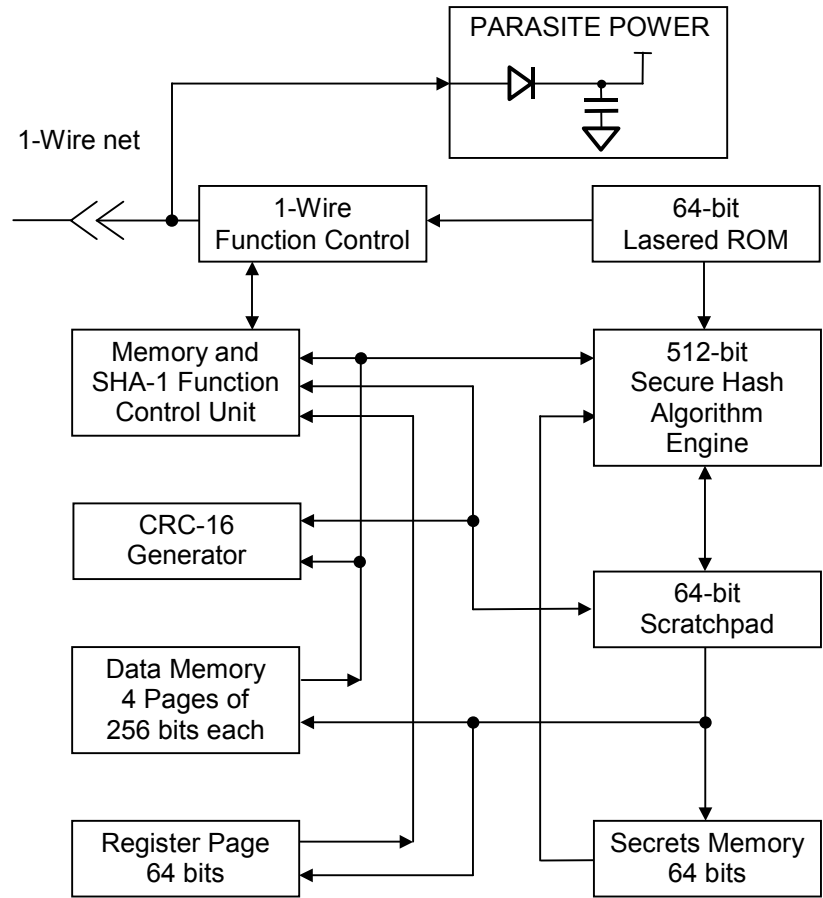 PARASITE POWER
1-Wire net
1-Wire
Function Control
64-bit
Lasered ROM
Memory and
SHA-1 Function
Control Unit
512-bit
Secure Hash
Algorithm
Engine
CRC-16
Generator
64-bit
Scratchpad
Data Memory
4 Pages of
256 bits each
Register Page
64 bits
Secrets Memory
64 bits